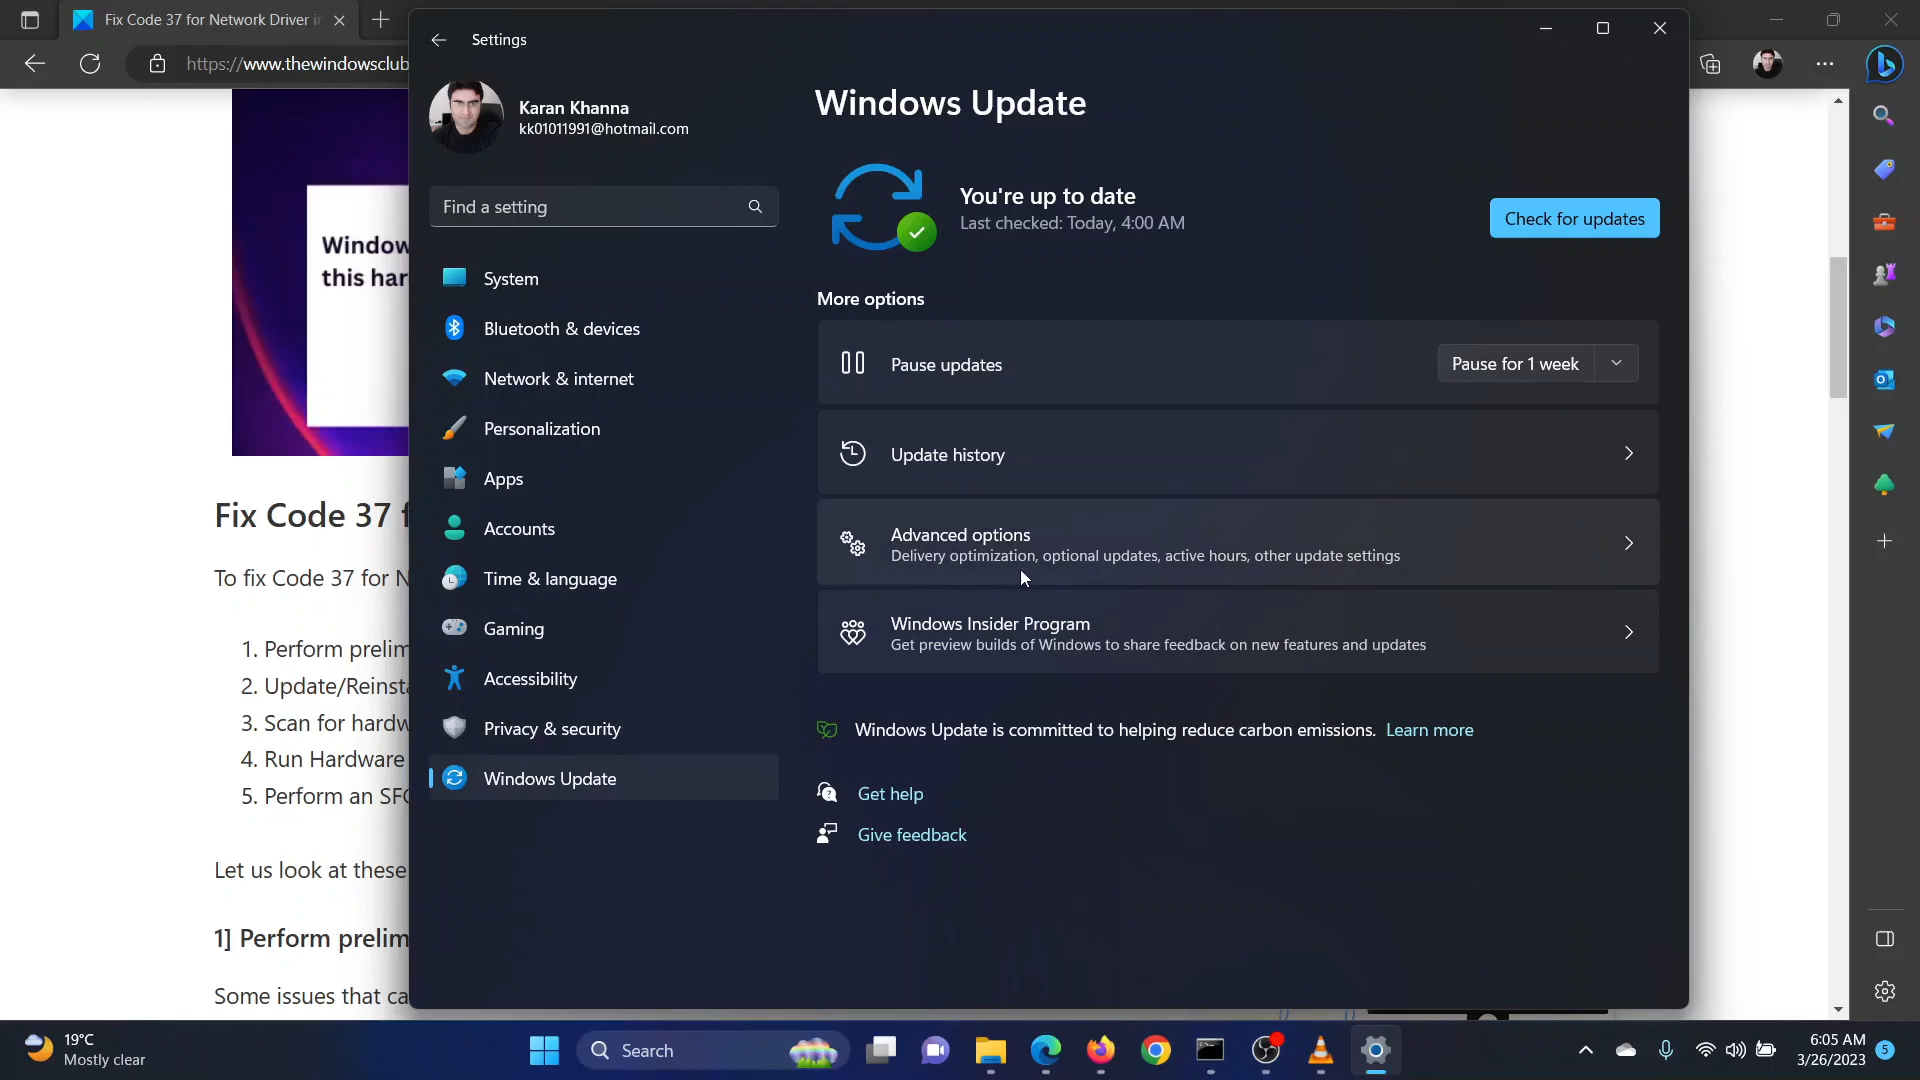 Fix Code 37 for Network Driver in
https://www.thewindowsclub
Window
this har
Fix Code 37 f
To fix Code 37 for N
1. Perform prelim
2. Update/Reinsta
3. Scan for hardw
4. Run Hardware
5. Perform an SFC
Let us look at these
1] Perform prelim
Some issues that ca
Settings
Karan Khanna
kk01011991@hotmail.com
Find a setting
System
Bluetooth & devices
Network & internet
Personalization
Apps
Accounts
Time & language
Gaming
Accessibility
Privacy & security
Windows Update
Windows Update
You're up to date
Last checked: Today, 4:00 AM
Check for updates
More options
Pause updates
Pause for 1 week
Update history
Advanced options
Delivery optimization, optional updates, active hours, other update settings
Windows Insider Program
Get preview builds of Windows to share feedback on new features and updates
Windows Update is committed to helping reduce carbon emissions. Learn more
Get help
Give feedback
19°C
Mostly clear
Search
6:05 AM
3/26/2023
5